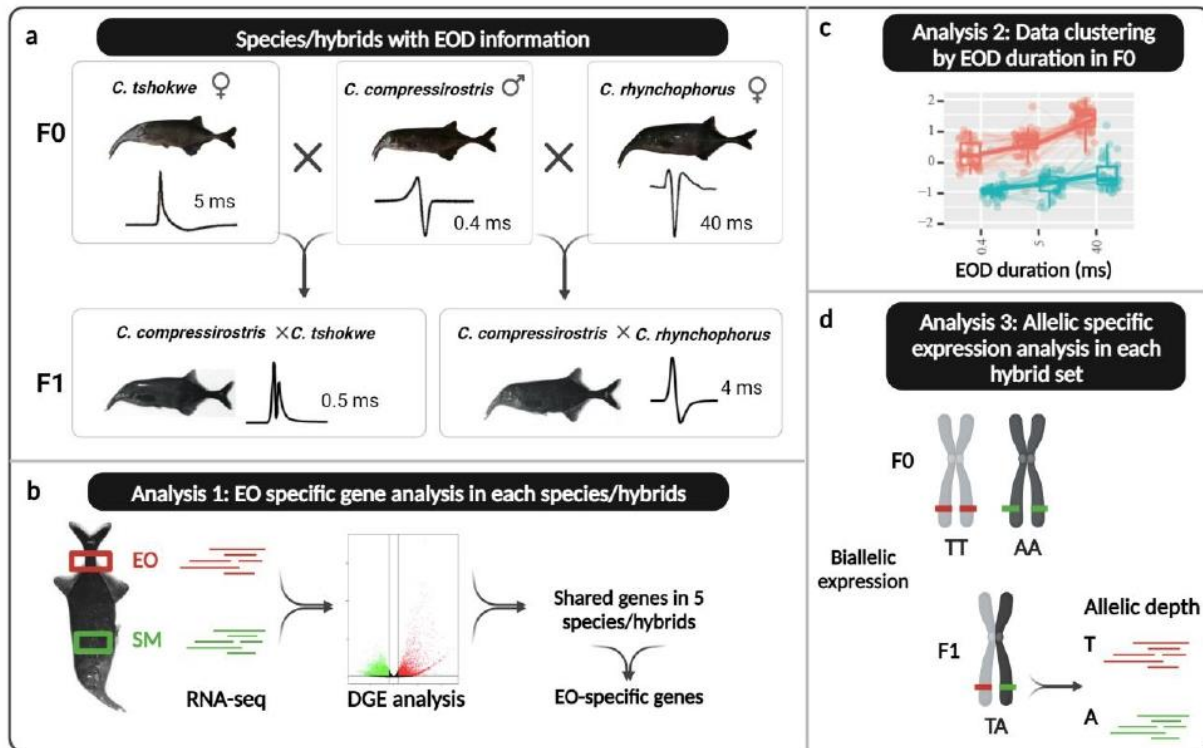 a
Species/hybrids with EOD information
F0
C. tshokwe ♀
C. compressirostris ♂
C. rhynchophorus ♀
×
×
5 ms
0.4 ms
40 ms
F1
C. compressirostris × C. tshokwe
0.5 ms
C. compressirostris × C. rhynchophorus
4 ms
b
Analysis 1: EO specific gene analysis in each species/hybrids
EO
SM
RNA-seq
DGE analysis
Shared genes in 5
species/hybrids
EO-specific genes
c
Analysis 2: Data clustering
by EOD duration in F0
2
1
0
−1
−2
0.4
5
40
EOD duration (ms)
d
Analysis 3: Allelic specific
expression analysis in each
hybrid set
F0
TT
AA
Biallelic
expression
F1
TA
Allelic depth
T
A